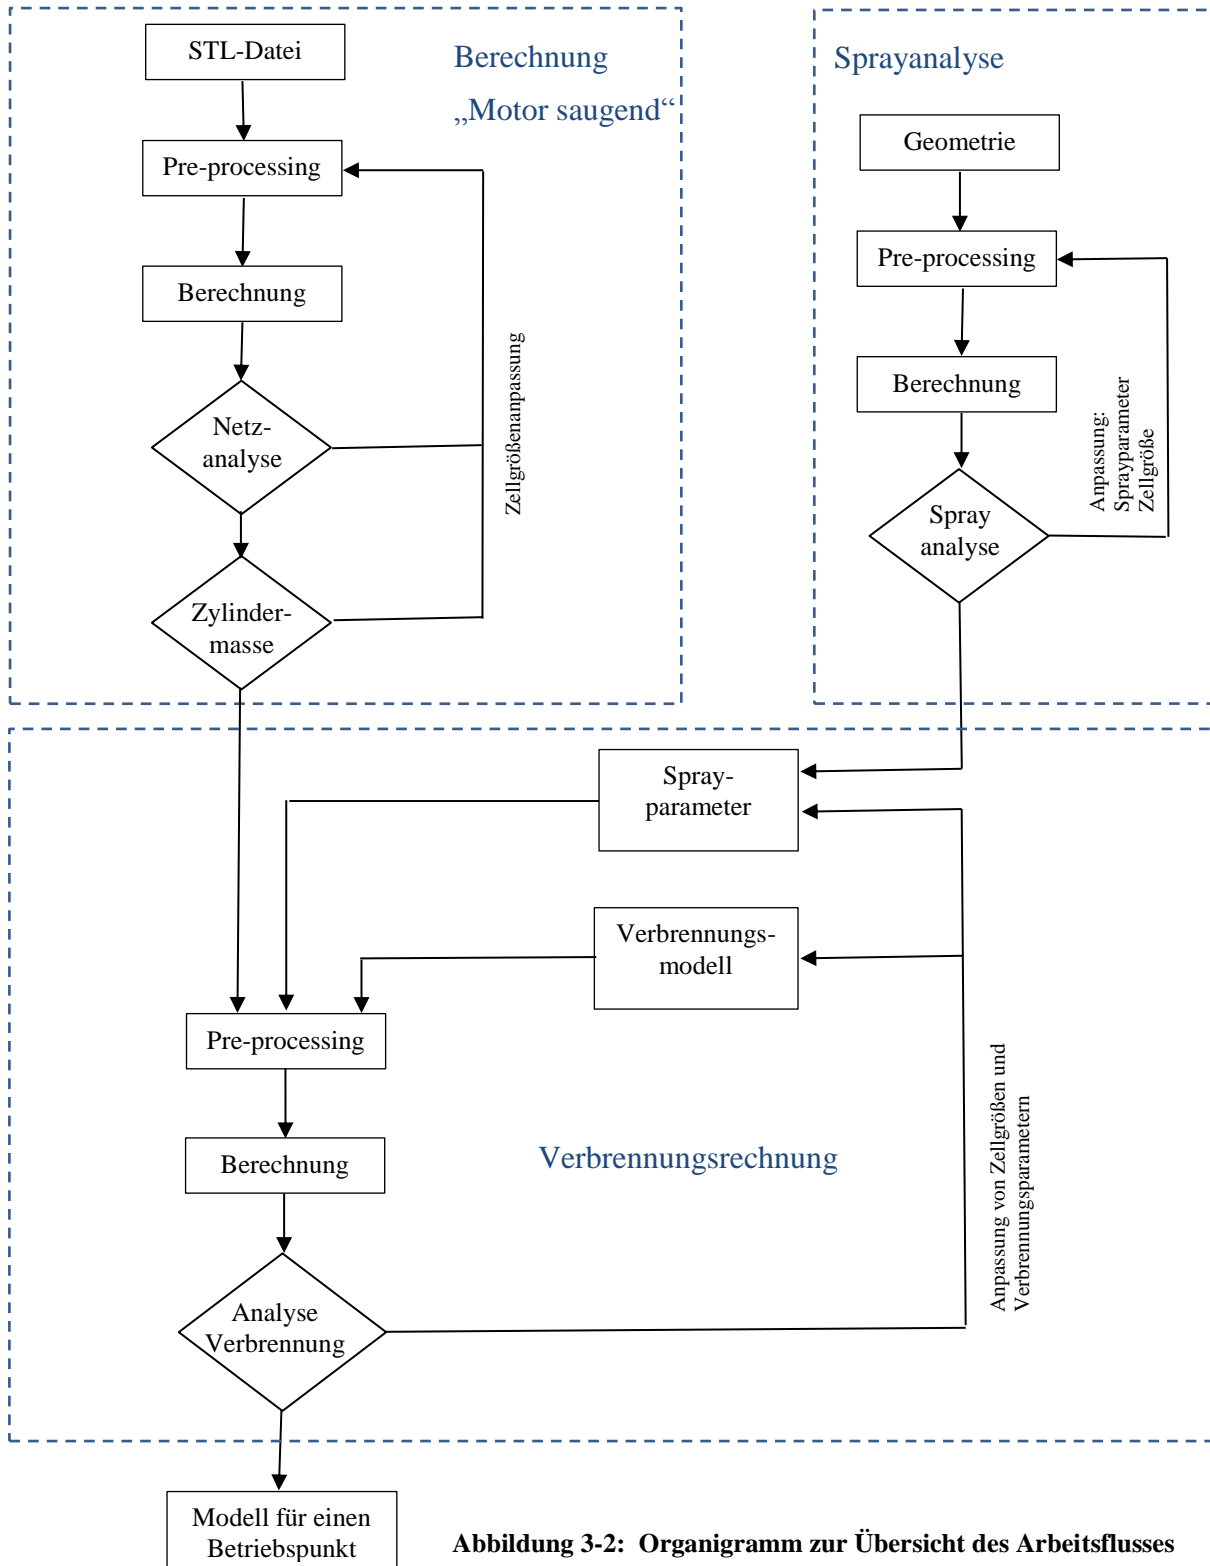 STL-Datei
Berechnung
„Motor saugend“
Pre-processing
Berechnung
Netz-
analyse
Zellgrößenanpassung
Zylinder-
masse
Sprayanalyse
Geometrie
Pre-processing
Berechnung
Anpassung:
Sprayparameter
Zellgröße
Spray
analyse
Spray-
parameter
Verbrennungs-
modell
Pre-processing
Berechnung
Verbrennungsrechnung
Anpassung von Zellgrößen und
Verbrennungsparametern
Analyse
Verbrennung
Modell für einen
Betriebspunkt
Abbildung 3-2: Organigramm zur Übersicht des Arbeitsflusses